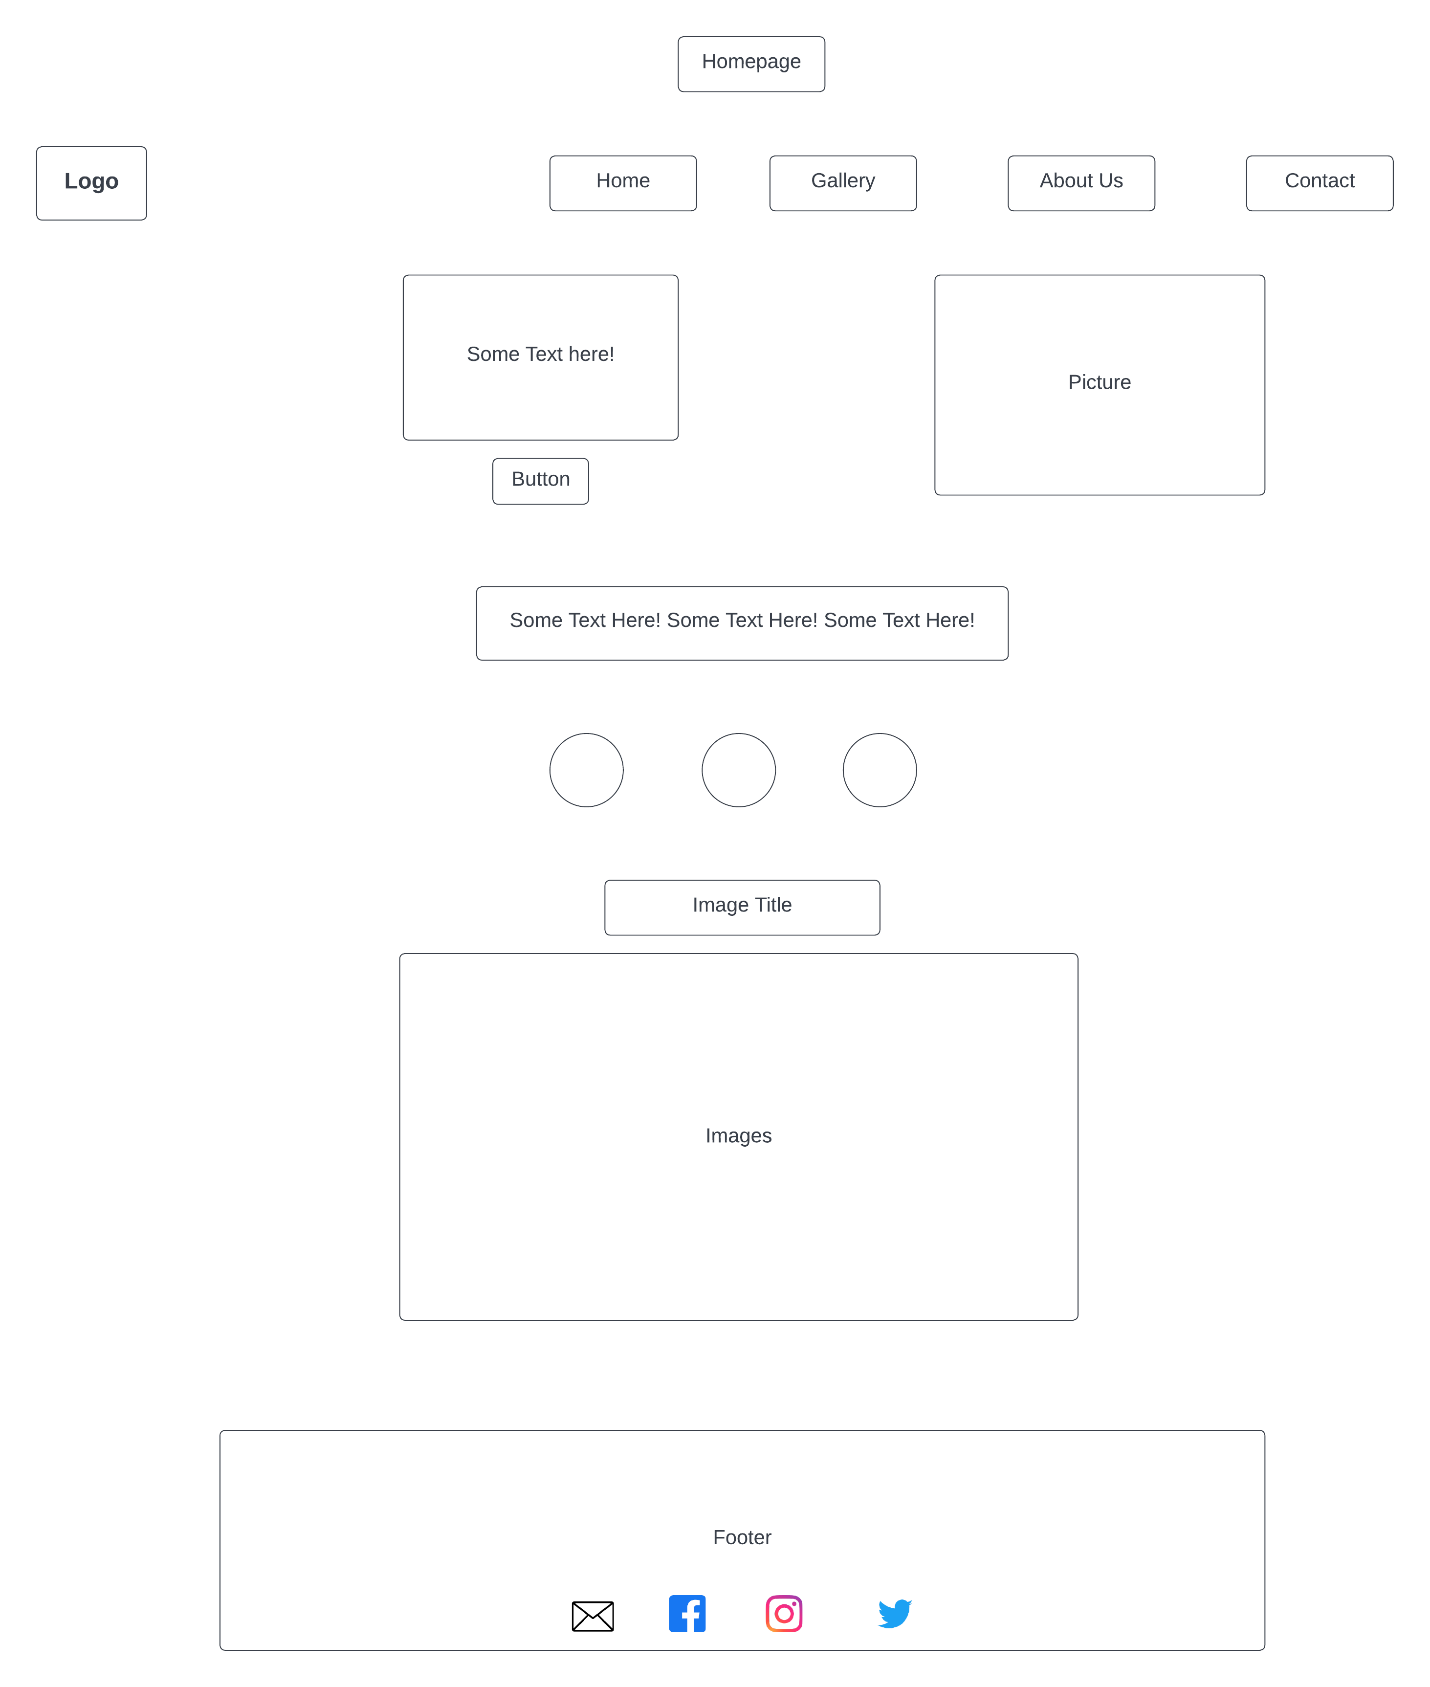 Homepage
Logo
Home
Gallery
About Us
Contact
Some Text here!
Picture
Button
Some Text Here! Some Text Here! Some Text Here!
Image Title
Images
Footer